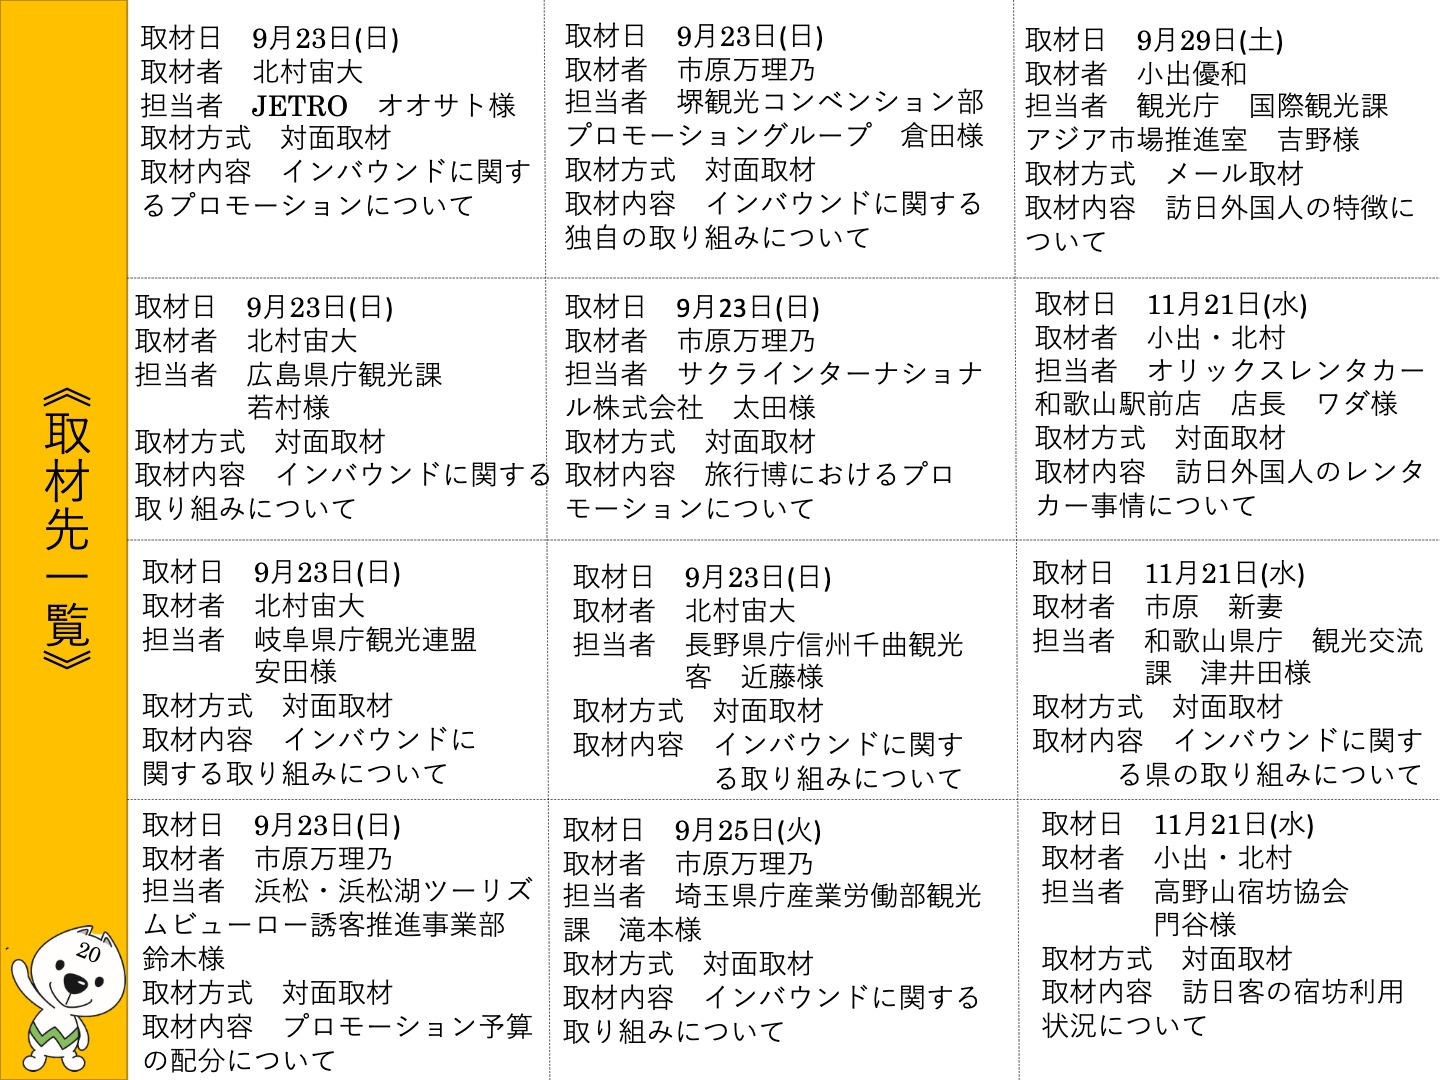 《取材先一覧》
取材日　9月23日(日)
取材者　北村宙大
担当者　JETRO　オオサト様
取材方式　対面取材
取材内容　インバウンドに関す
るプロモーションについて
取材日　9月23日(日)
取材者　市原万理乃
担当者　堺観光コンベンション部
プロモーショングループ　倉田様
取材方式　対面取材
取材内容　インバウンドに関する
独自の取り組みについて
取材日　9月29日(土)
取材者　小出優和
担当者　観光庁　国際観光課
アジア市場推進室　吉野様
取材方式　メール取材
取材内容　訪日外国人の特徴に
ついて
取材日　9月23日(日)
取材者　北村宙大
担当者　広島県庁観光課
若村様
取材方式　対面取材
取材内容　インバウンドに関する
取り組みについて
取材日　9月23日(日)
取材者　市原万理乃
担当者　サクラインターナショナ
ル株式会社　太田様
取材方式　対面取材
取材内容　旅行博におけるプロ
モーションについて
取材日　11月21日(水)
取材者　小出・北村
担当者　オリックスレンタカー
和歌山駅前店　店長　ワダ様
取材方式　対面取材
取材内容　訪日外国人のレンタ
カー事情について
取材日　9月23日(日)
取材者　北村宙大
担当者　岐阜県庁観光連盟
安田様
取材方式　対面取材
取材内容　インバウンドに
関する取り組みについて
取材日　9月23日(日)
取材者　北村宙大
担当者　長野県庁信州千曲観光
客　近藤様
取材方式　対面取材
取材内容　インバウンドに関す
る取り組みについて
取材日　11月21日(水)
取材者　市原　新妻
担当者　和歌山県庁　観光交流
課　津井田様
取材方式　対面取材
取材内容　インバウンドに関す
る県の取り組みについて
取材日　9月23日(日)
取材者　市原万理乃
担当者　浜松・浜松湖ツーリズ
ムビューロー誘客推進事業部
鈴木様
取材方式　対面取材
取材内容　プロモーション予算
の配分について
取材日　9月25日(火)
取材者　市原万理乃
担当者　埼玉県庁産業労働部観光
課　滝本様
取材方式　対面取材
取材内容　インバウンドに関する
取り組みについて
取材日　11月21日(水)
取材者　小出・北村
担当者　高野山宿坊協会
門谷様
取材方式　対面取材
取材内容　訪日客の宿坊利用
状況について
20